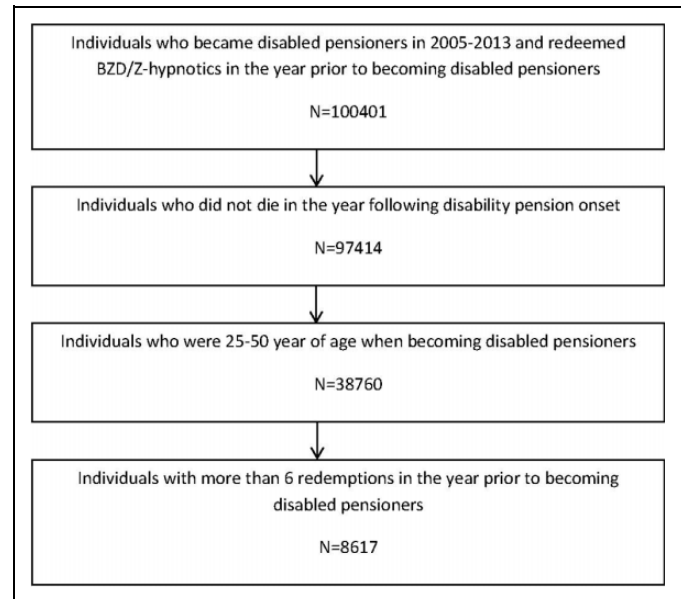 Individuals who became disabled pensioners in 2005-2013 and redeemed
BZD/Z-hypnotics in the year prior to becoming disabled pensioners
N=100401
Individuals who did not die in the year following disability pension onset
N=97414
Individuals who were 25-50 year of age when becoming disabled pensioners
N=38760
Individuals with more than 6 redemptions in the year prior to becoming
disabled pensioners
N=8617